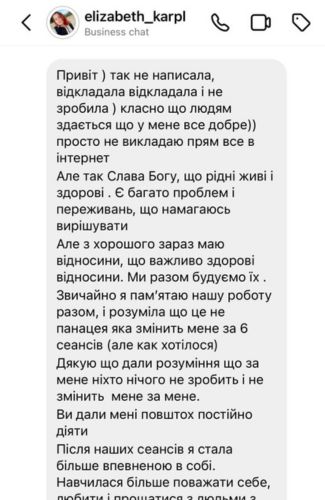 elizabeth_karpl
Business chat
Привіт ) так не написала,
відкладала відкладала і не
зробила ) класно що людям
здається що у мене все добре))
просто не викладаю прям все в
інтернет
Але так Слава Богу, що рідні живі і
здорові . Є багато проблем і
переживань, що намагаюсь
вирішувати
Але з хорошого зараз маю
відносини, що важливо здорові
відносини. Ми разом будуємо їх .
Звичайно я пам’ятаю нашу роботу
разом, і розуміла що це не
панацея яка змінить мене за 6
сеансів (але как хотілося)
Дякую що дали розуміння що за
мене ніхто нічого не зробить і не
змінить мене за мене.
Ви дали мені повштох постійно
діяти
Після наших сеансів я стала
більше впевненою в собі.
Навчилася більше поважати себе,
любити і прощатися з людьми з